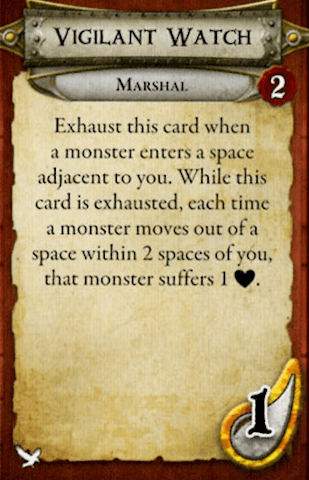 Vigilant Watch
Marshal
2
Exhaust this card when
a monster enters a space
adjacent to you. While this
card is exhausted, each time
a monster moves out of a
space within 2 spaces of you,
that monster suffers 1 ♥.
1